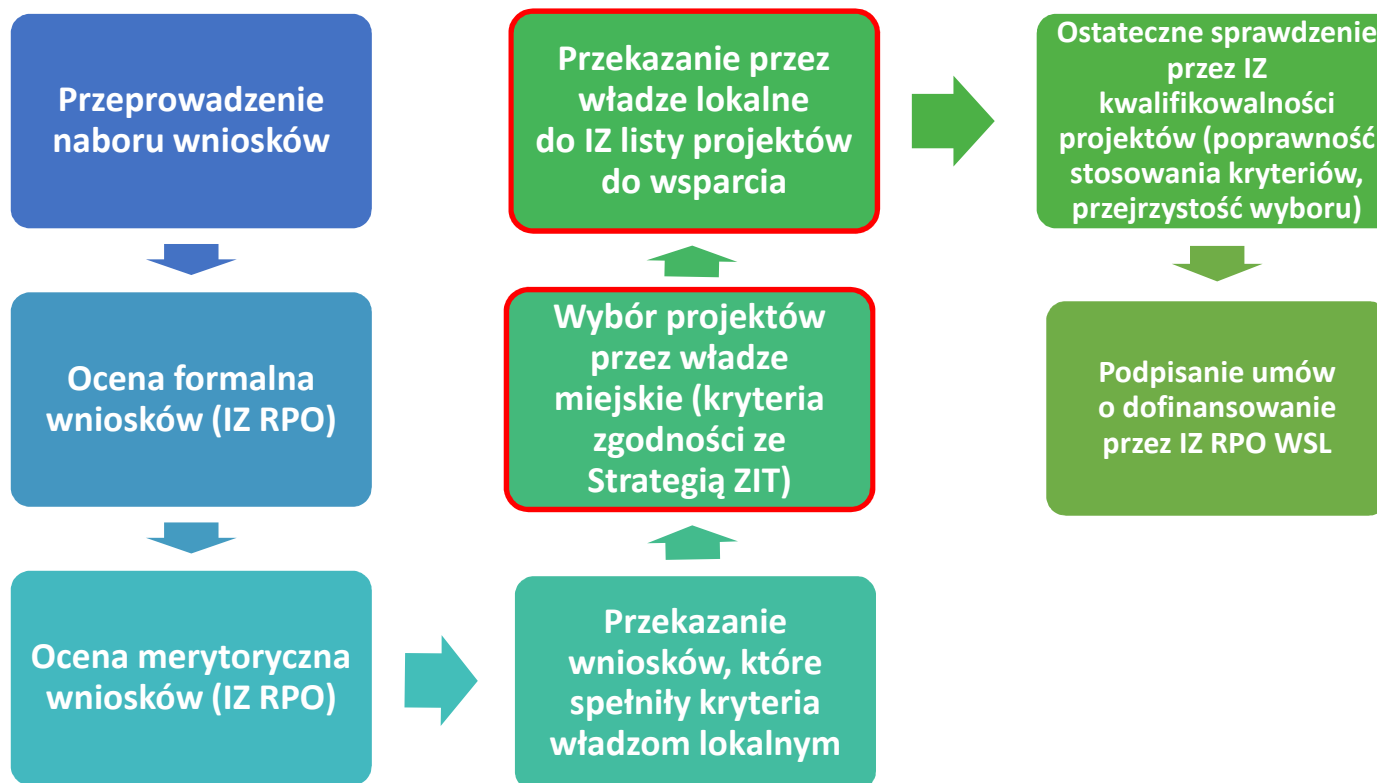 Przeprowadzenie
naboru wniosków
Ocena formalna
wniosków (IZ RPO)
Ocena merytoryczna
wniosków (IZ RPO)
Przekazanie
wniosków, które
spełniły kryteria
władzom lokalnym
Wybór projektów
przez władze
miejskie (kryteria
zgodności ze
Strategią ZIT)
Przekazanie przez
władze lokalne
do IZ listy projektów
do wsparcia
Ostateczne sprawdzenie
przez IZ
kwalifikowalności
projektów (poprawność
stosowania kryteriów,
przejrzystość wyboru)
Podpisanie umów
o dofinansowanie
przez IZ RPO WSL